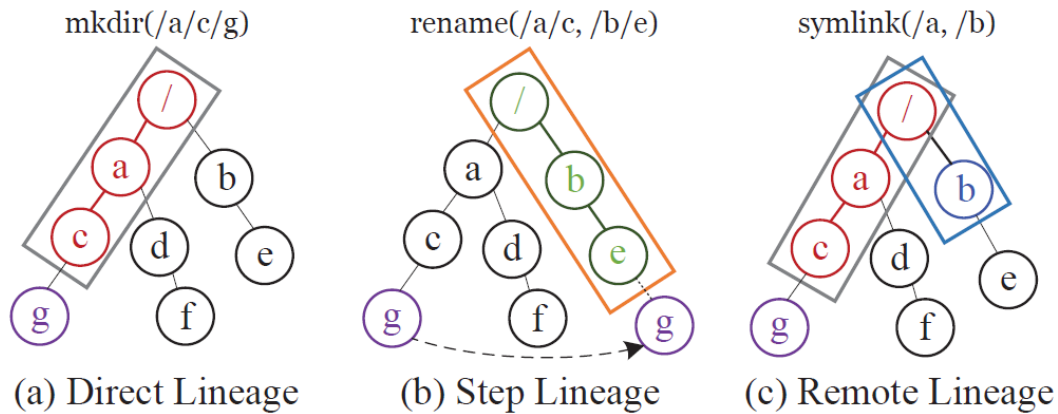 mkdir(/a/c/g) rename(/a/c, /b/e) symlink(/a, /b)
/ / /
a b a b a b
c d e c d e c d e
g f g f g g f
(a) Direct Lineage (b) Step Lineage (c) Remote Lineage